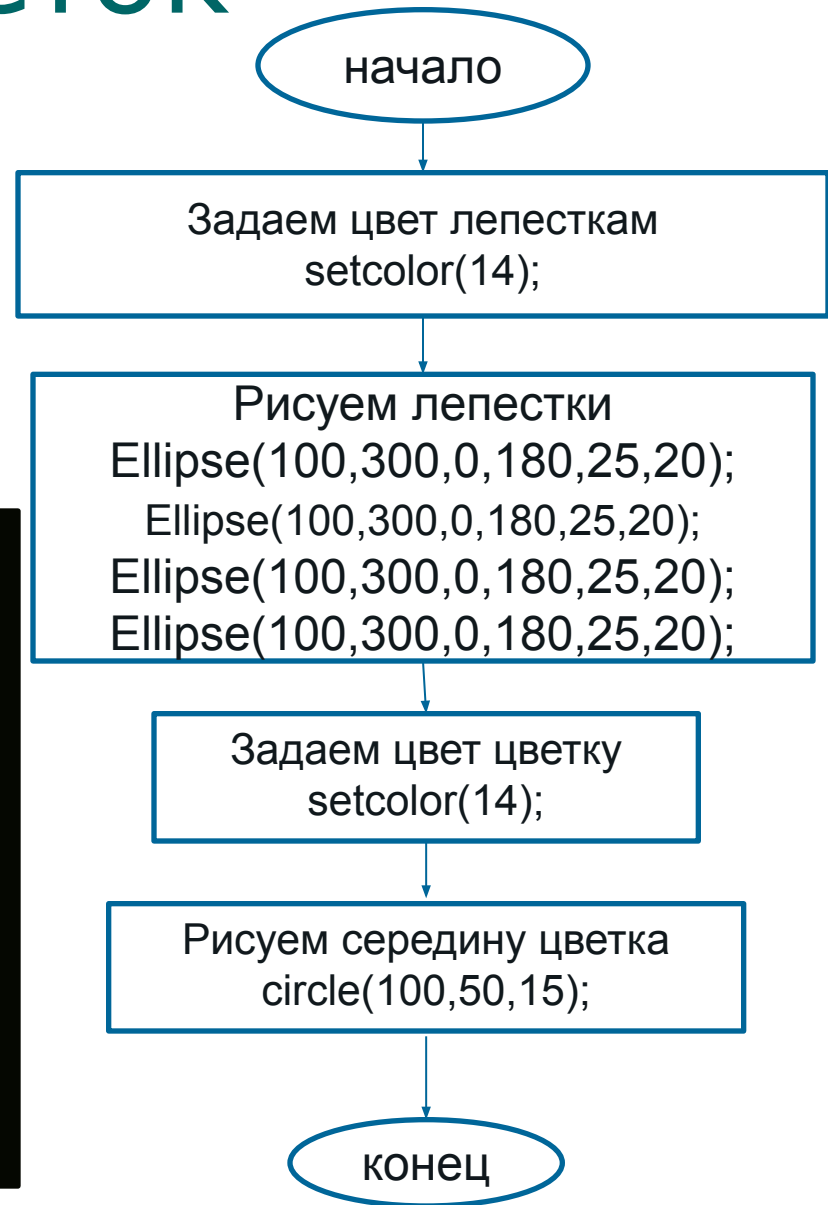 начало
Задаем цвет лепесткам
setcolor(14);
Рисуем лепестки
Ellipse(100,300,0,180,25,20);
Ellipse(100,300,0,180,25,20);
Ellipse(100,300,0,180,25,20);
Ellipse(100,300,0,180,25,20);
Задаем цвет цветку
setcolor(14);
Рисуем середину цветка
circle(100,50,15);
конец